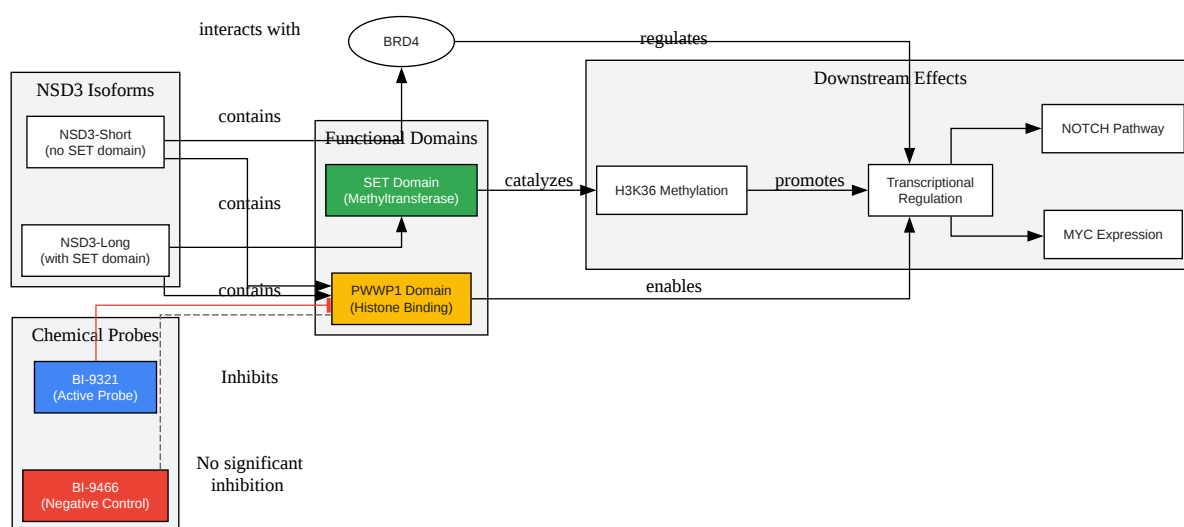 interacts with
BRD4
regulates
NSD3 Isoforms
Downstream Effects
NSD3-Short
(no SET domain)
contains
Functional Domains
NOTCH Pathway
SET Domain
(Methyltransferase)
catalyzes
H3K36 Methylation
promotes
Transcriptional
Regulation
contains
NSD3-Long
(with SET domain)
MYC Expression
contains
PWWP1 Domain
(Histone Binding)
enables
Chemical Probes
BI-9321
(Active Probe)
Inhibits
BI-9466
(Negative Control)
No significant
inhibition